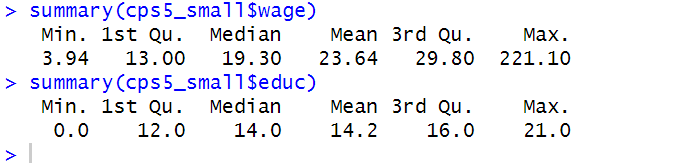 > summary(cps5_small$wage)
Min. 1st Qu. Median Mean 3rd Qu. Max.
3.94 13.00 19.30 23.64 29.80 221.10
> summary(cps5_small$educ)
Min. 1st Qu. Median Mean 3rd Qu. Max.
0.0 12.0 14.0 14.2 16.0 21.0
>